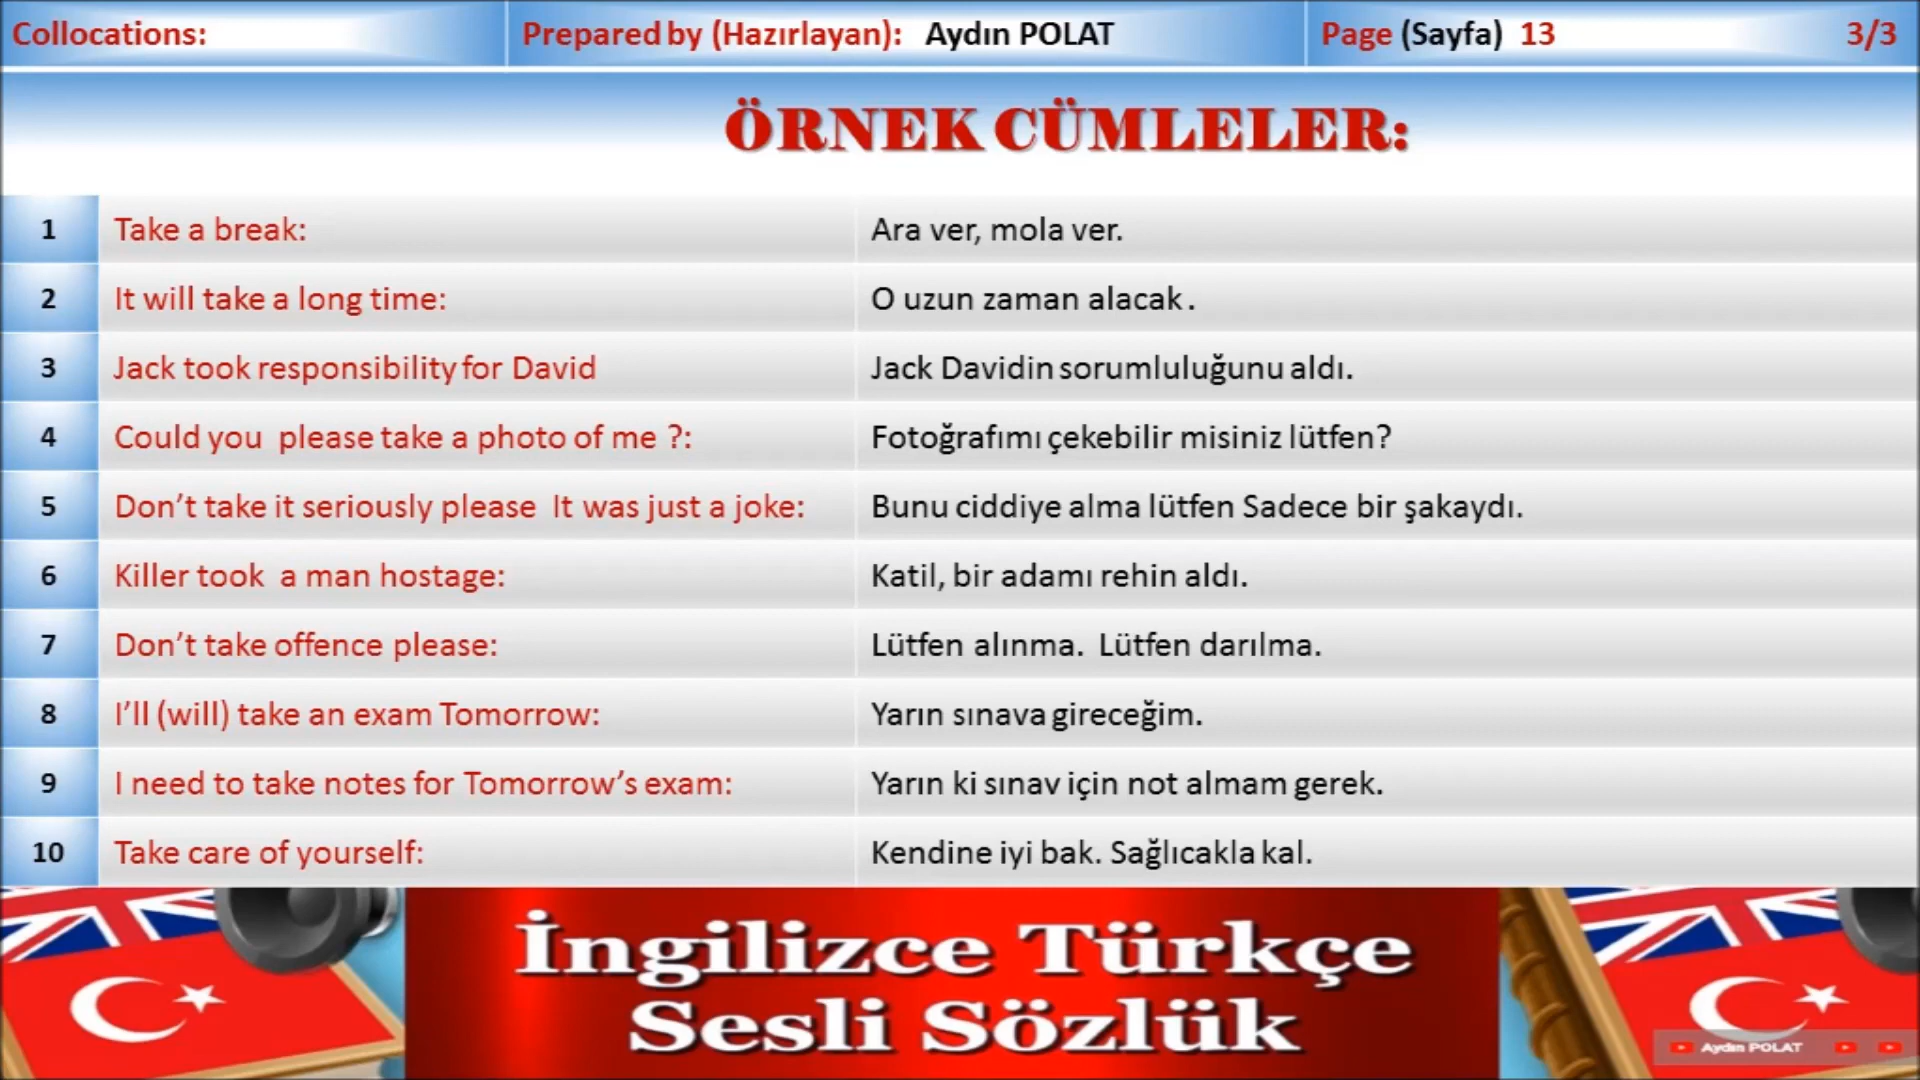 Collocations: Prepared by (Hazırlayan): Aydın POLAT Page (Sayfa) 13 3/3
ÖRNEK CÜMLELER:
1 Take a break: Ara ver, mola ver.
2 It will take a long time: O uzun zaman alacak .
3 Jack took responsibility for David Jack Davidin sorumluluğunu aldı.
4 Could you please take a photo of me ?: Fotoğrafımı çekebilir misiniz lütfen?
5 Don’t take it seriously please It was just a joke: Bunu ciddiye alma lütfen Sadece bir şakaydı.
6 Killer took a man hostage: Katil, bir adamı rehin aldı.
7 Don’t take offence please: Lütfen alınma. Lütfen darılma.
8 I’ll (will) take an exam Tomorrow: Yarın sınava gireceğim.
9 I need to take notes for Tomorrow’s exam: Yarın ki sınav için not almam gerek.
10 Take care of yourself: Kendine iyi bak. Sağlıcakla kal.
İngilizce Türkçe
Sesli Sözlük
Aydın POLAT